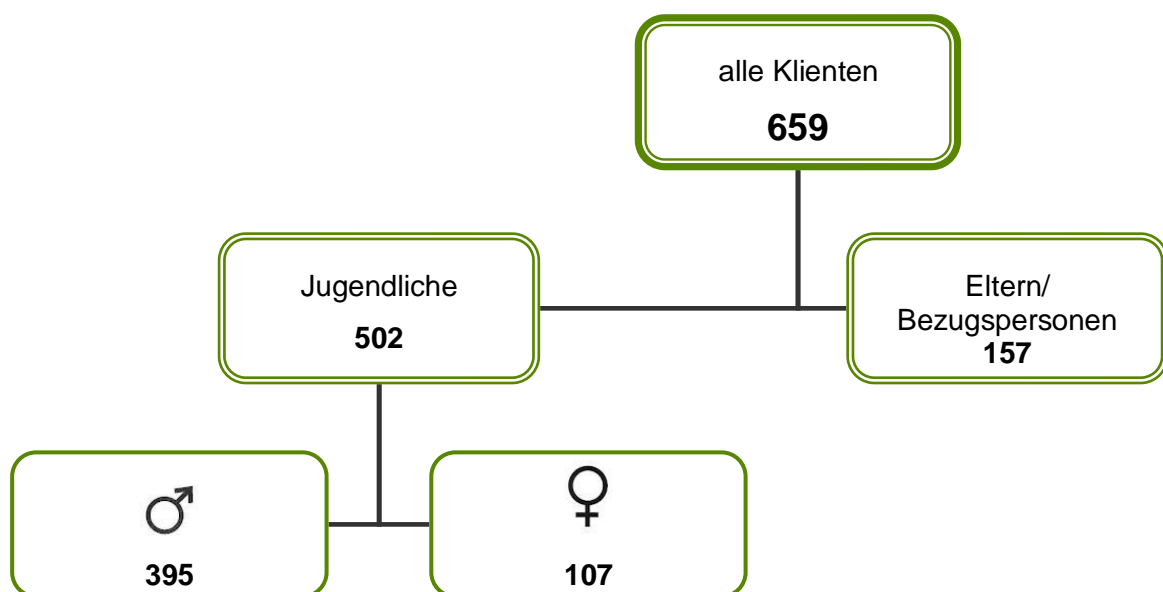 alle Klienten
659
Jugendliche
502
Eltern/
Bezugspersonen
157
♂
395
♀
107